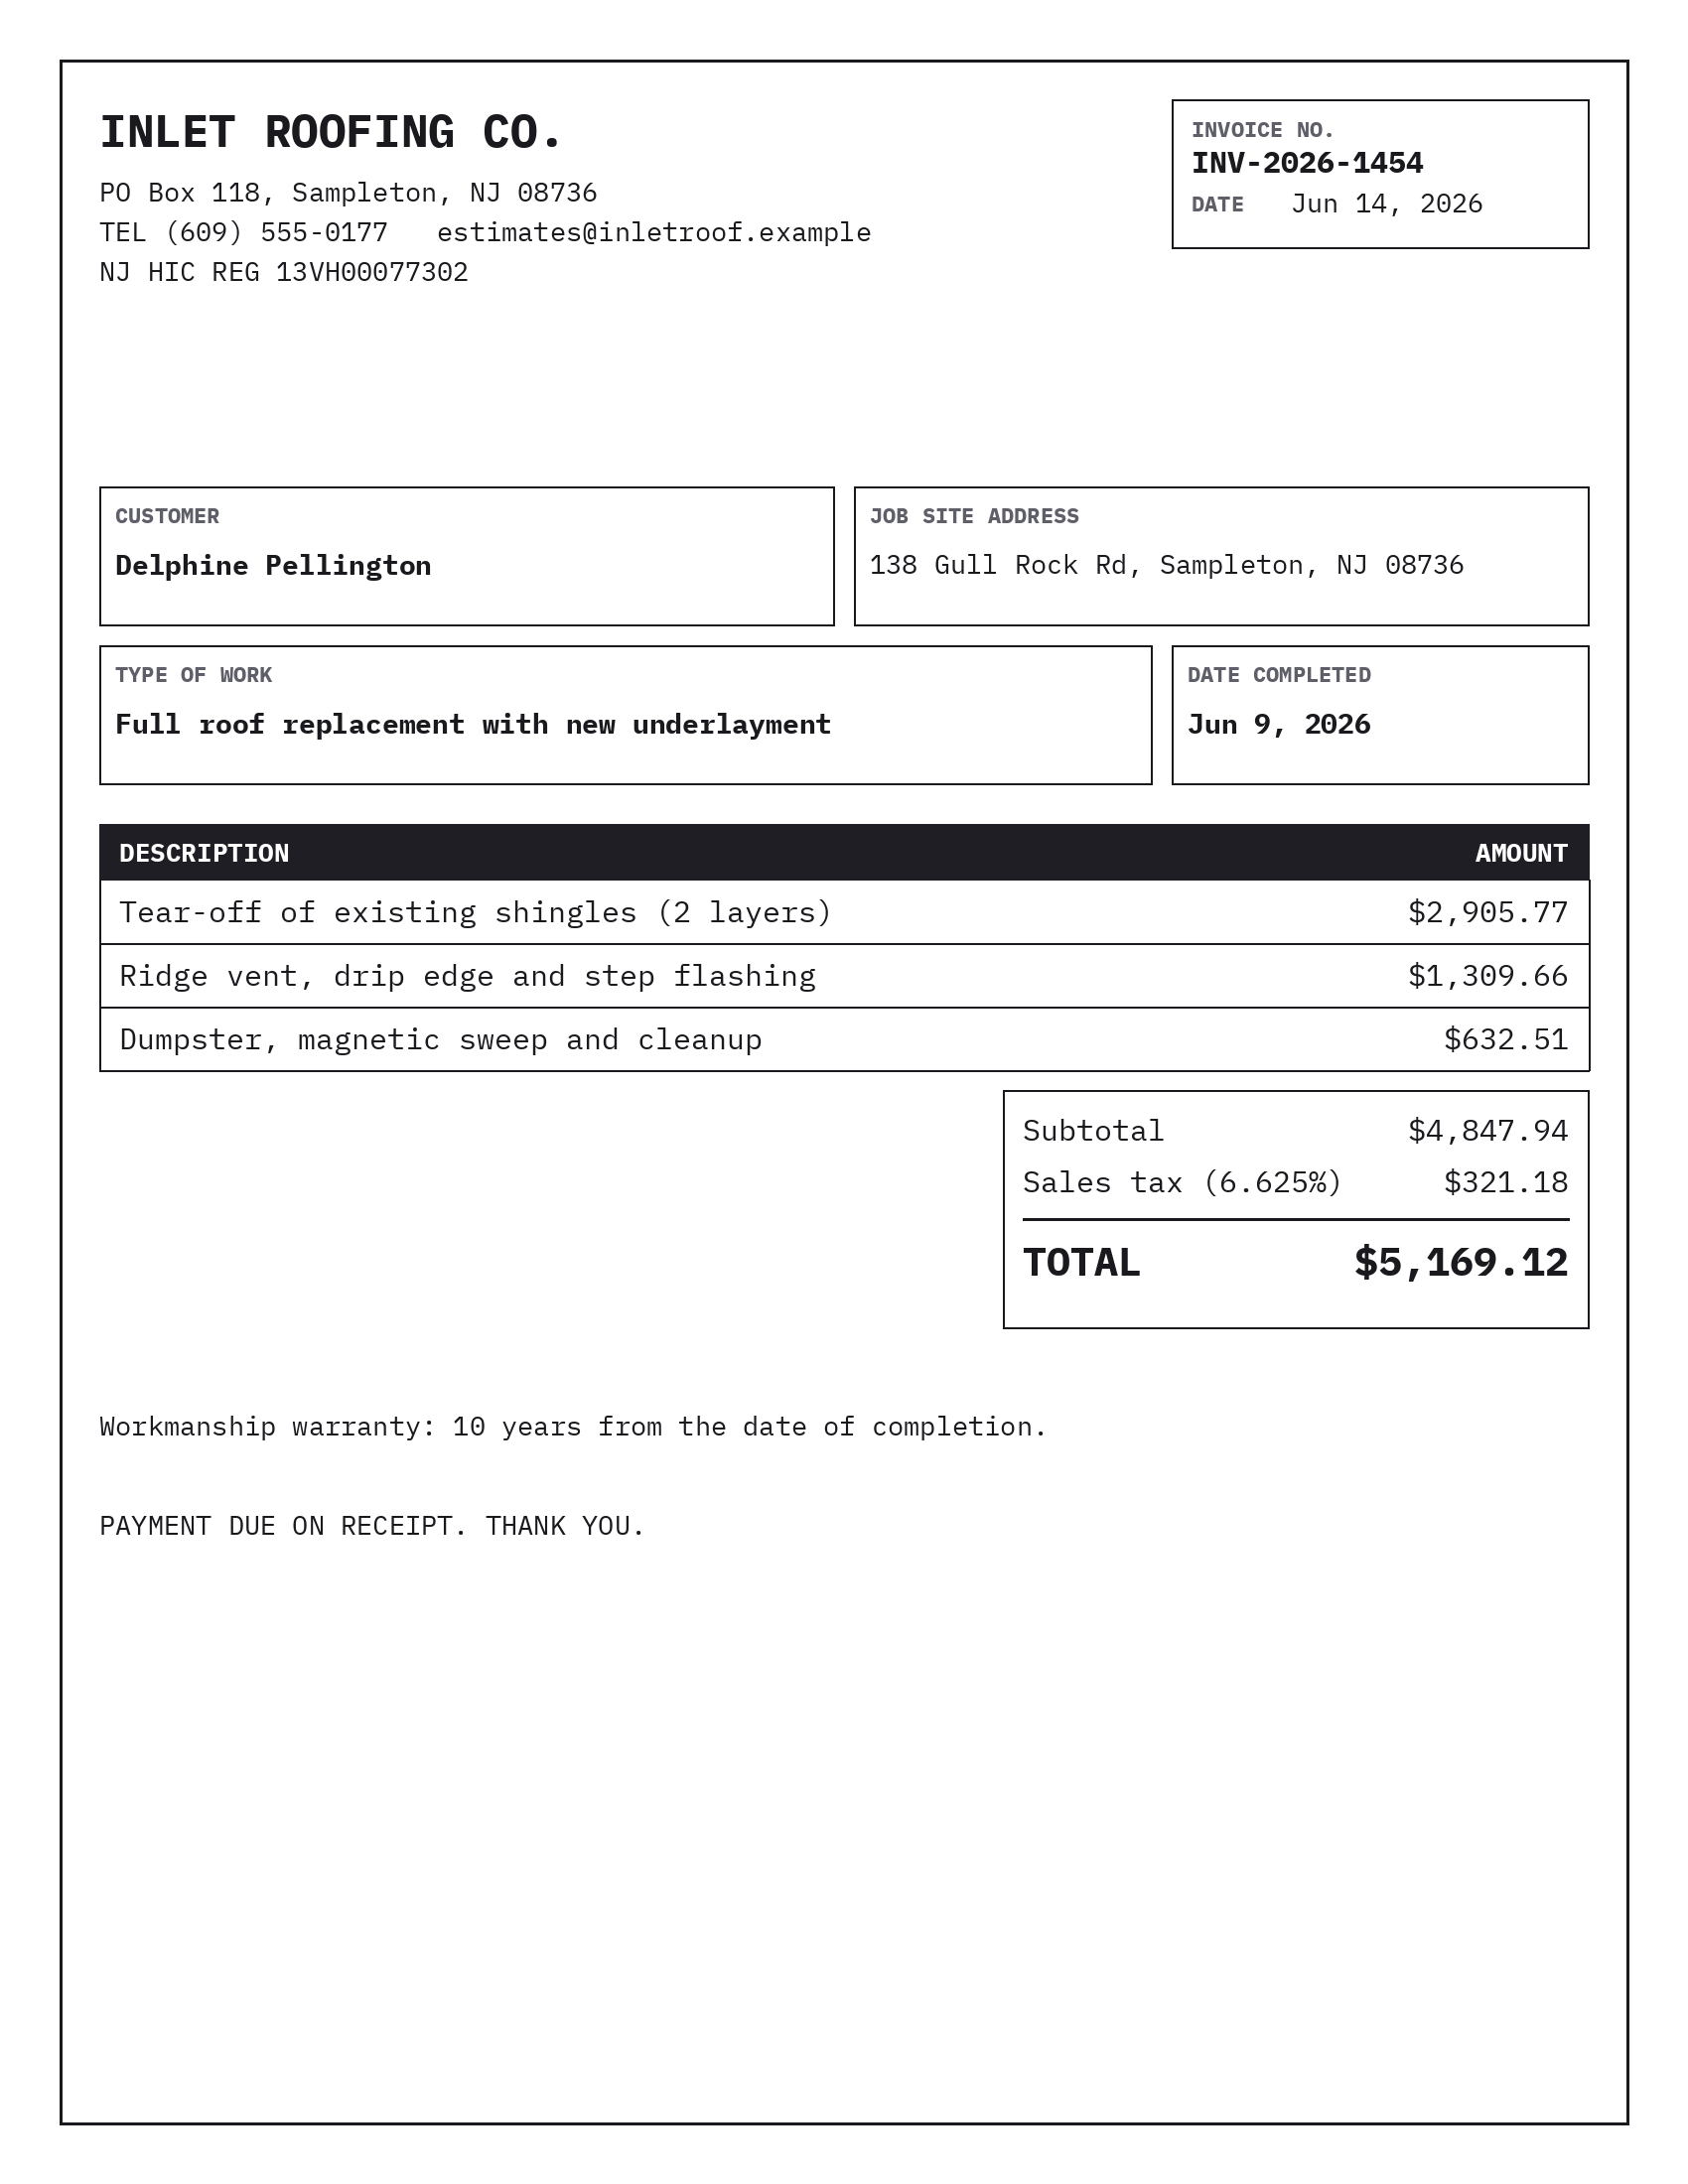 INLET ROOFING CO.
PO Box 118, Sampleton, NJ 08736
TEL (609) 555-0177   estimates@inletroof.example
NJ HIC REG 13VH00077302
INVOICE NO.
INV-2026-1454
DATE   Jun 14, 2026
CUSTOMER
Delphine Pellington
JOB SITE ADDRESS
138 Gull Rock Rd, Sampleton, NJ 08736
TYPE OF WORK
Full roof replacement with new underlayment
DATE COMPLETED
Jun 9, 2026
DESCRIPTION   AMOUNT
Tear-off of existing shingles (2 layers)   $2,905.77
Ridge vent, drip edge and step flashing   $1,309.66
Dumpster, magnetic sweep and cleanup   $632.51
Subtotal   $4,847.94
Sales tax (6.625%)   $321.18
TOTAL   $5,169.12
Workmanship warranty: 10 years from the date of completion.
PAYMENT DUE ON RECEIPT. THANK YOU.